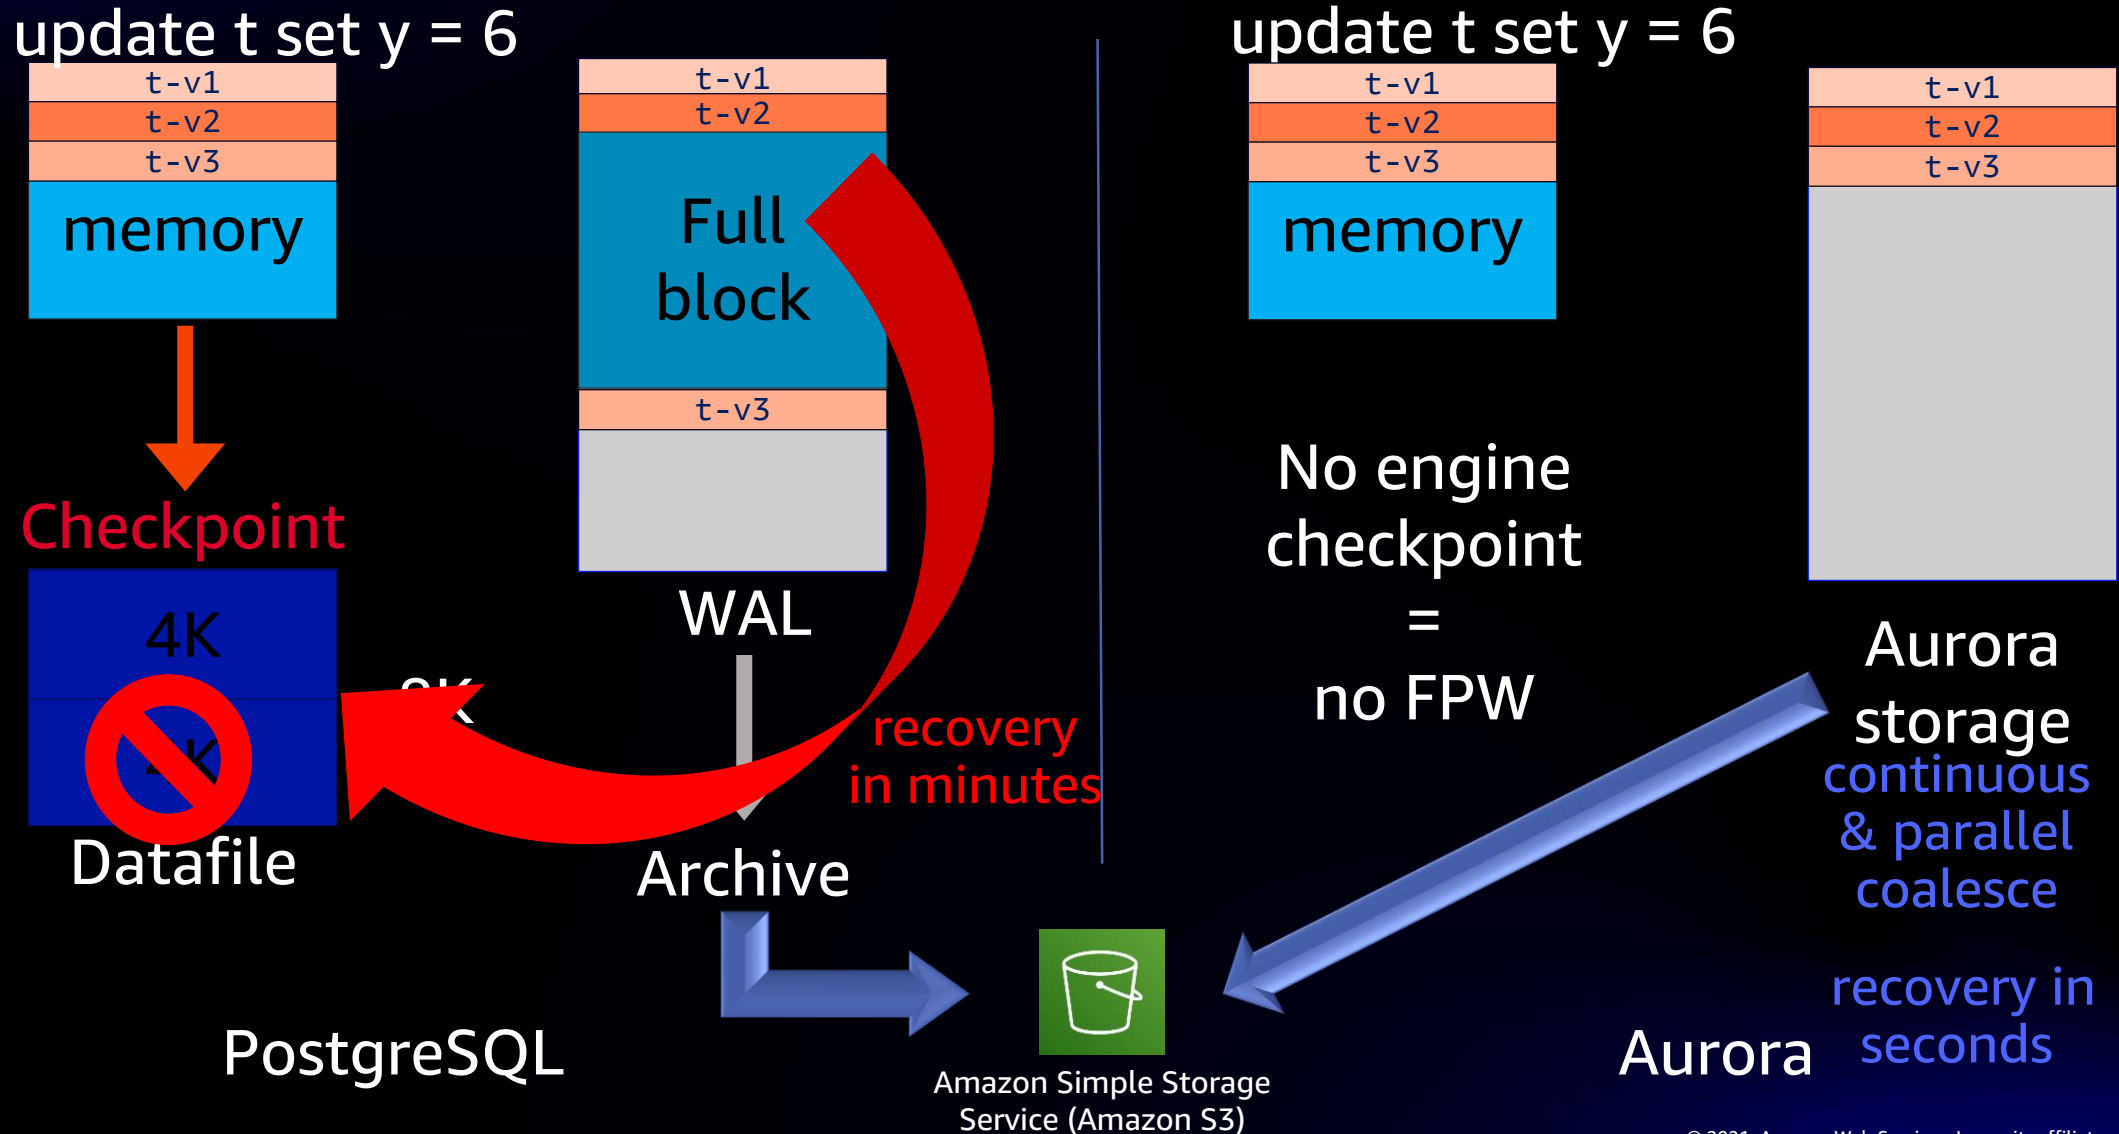 update t set y = 6
t-v1
t-v2
t-v3
memory
Checkpoint
4K
Datafile
t-v1
t-v2
Full
block
t-v3
WAL
recovery
in minutes
Archive
PostgreSQL
Amazon Simple Storage
Service (Amazon S3)
update t set y = 6
t-v1
t-v2
t-v3
memory
No engine
checkpoint
=
no FPW
t-v1
t-v2
t-v3
Aurora
storage
continuous
& parallel
coalesce
recovery in
seconds
Aurora